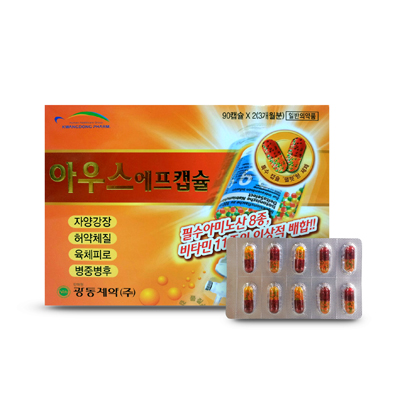 90캡슐 X 2(3개월분) 일반의약품
아우스에프캡슐
자양강장
허약체질
육체피로
병중병후
필수아미노산 8종,
비타민 11
배합!!
광동제약(주)